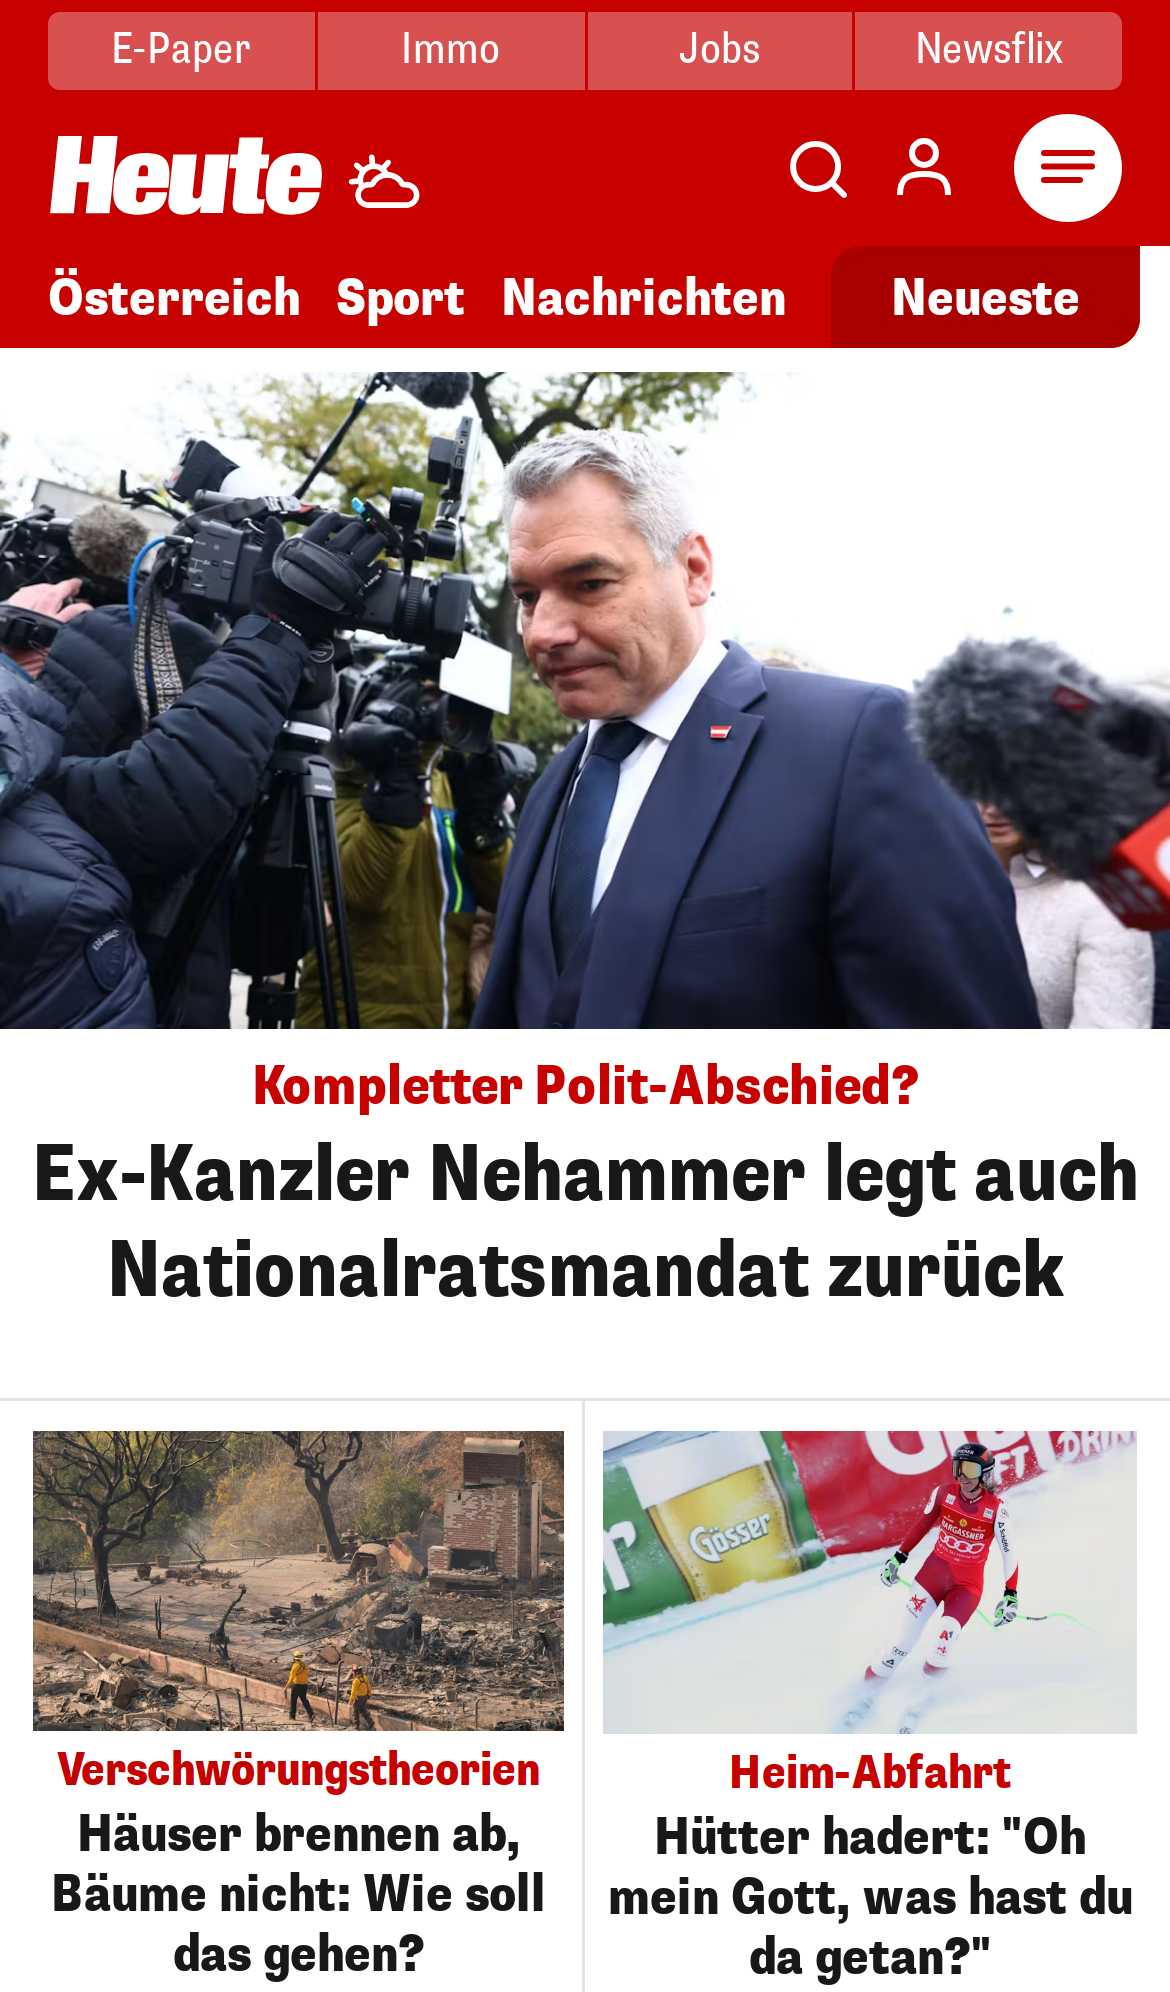 E-Paper
Immo
Jobs
Newsflix
Heute
Österreich
Sport
Nachrichten
Neueste
Kompletter Polit-Abschied?
Ex-Kanzler Nehammer legt auch
Nationalratsmandat zurück
Gösser
Verschwörungstheorien
Häuser brennen ab,
Bäume nicht: Wie soll
das gehen?
Heim-Abfahrt
Hütter hadert: "Oh
mein Gott, was hast du
da getan?"